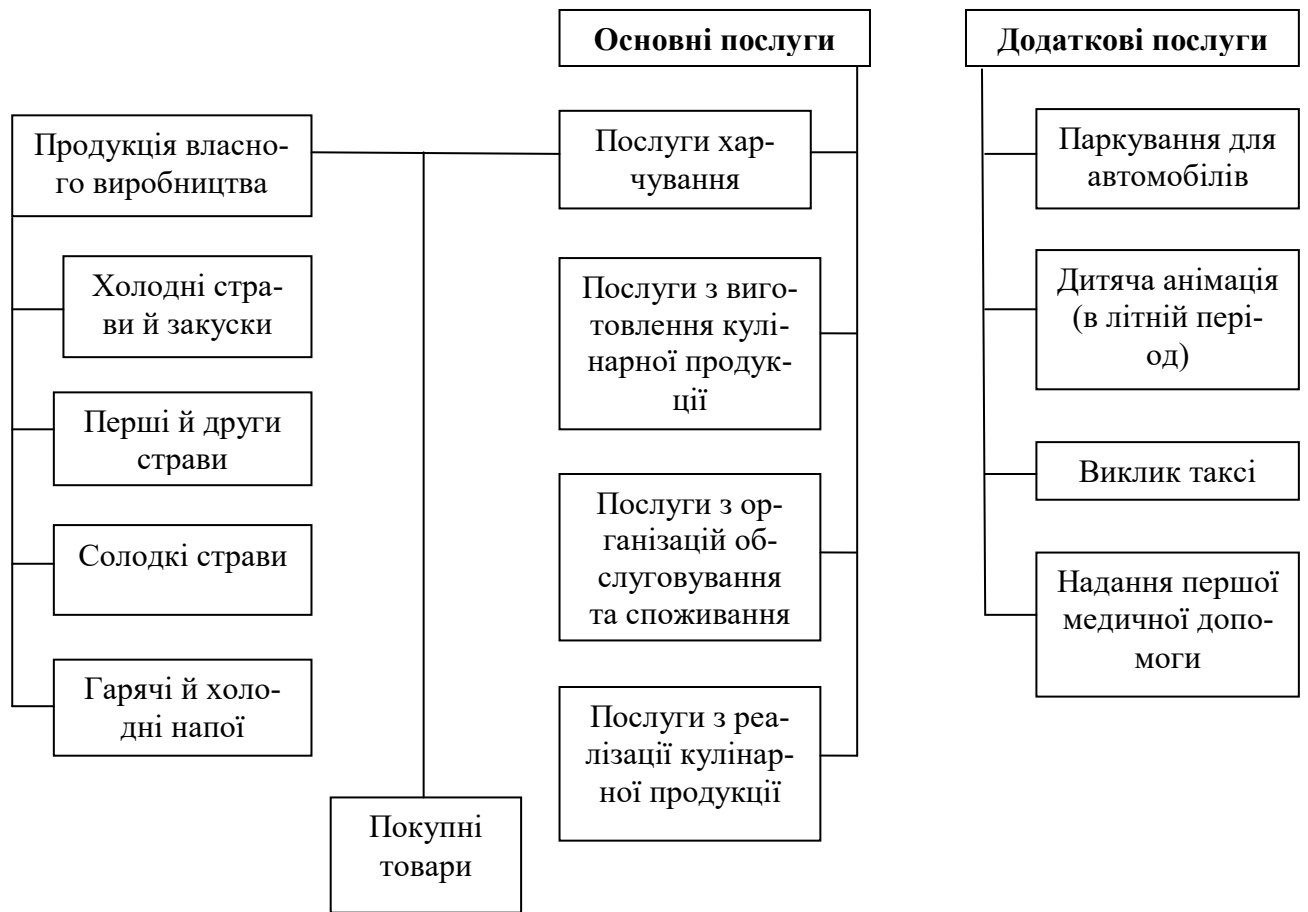 Основні послуги
Додаткові послуги
Продукція власно-
го виробництва
Послуги хар-
чування
Паркування для
автомобілів
Холодні стра-
ви й закуски
Послуги з виго-
товлення кулі-
нарної продук-
ції
Дитяча анімація
(в літній пері-
од)
Перші й други
страви
Виклик таксі
Солодкі страви
Послуги з ор-
ганізацій об-
слуговування
та споживання
Надання першої
медичної допо-
моги
Гарячі й холо-
дні напої
Послуги з реа-
лізації кулінар-
ної продукції
Покупні
товари